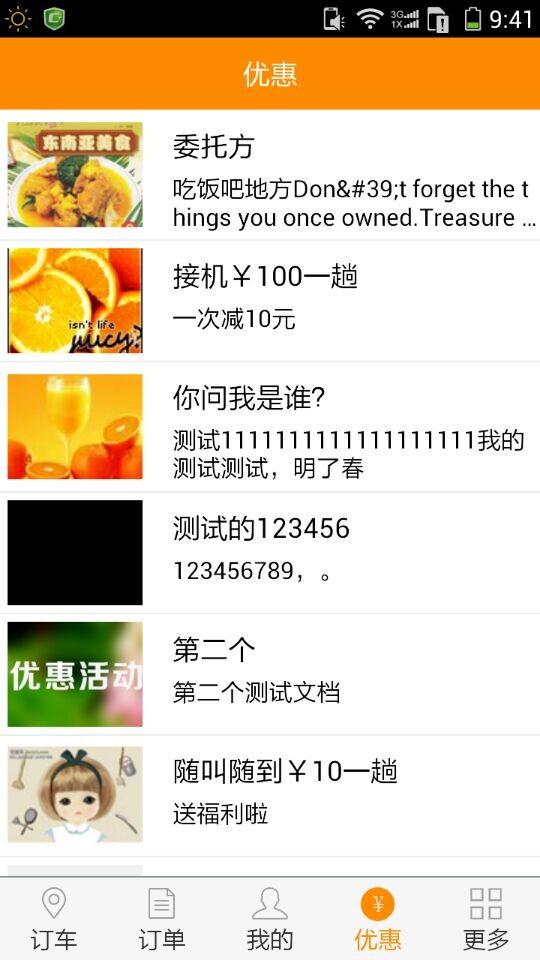 3G
1X
9:41
优惠
东南亚美食
委托方
吃饭吧地方Don&#39;t forget the t
hings you once owned.Treasure ...
接机￥100一趟
isn't life
juicy?
一次减10元
你问我是谁?
测试1111111111111111111我的
测试测试，明了春
测试的123456
123456789，。
优惠活动
第二个
第二个测试文档
随叫随到￥10一趟
送福利啦
订车
订单
我的
优惠
更多